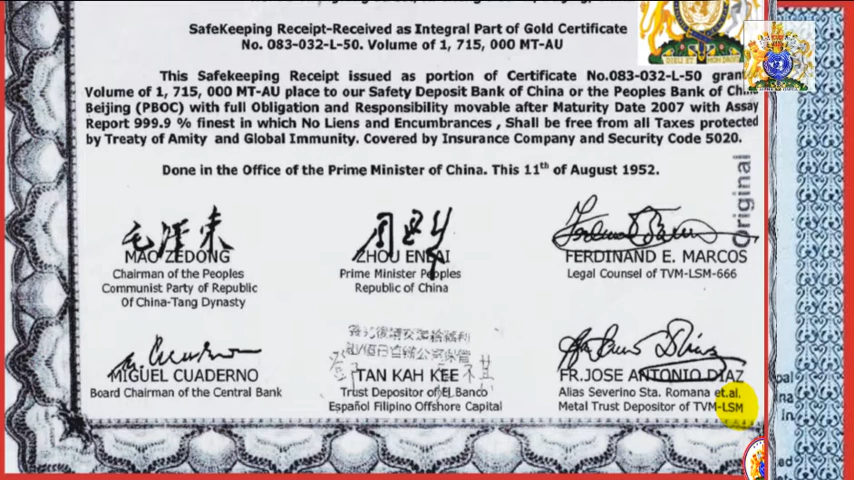 SafeKeeping Receipt-Received as Integral Part of Gold Certificate
No. 083-032-L-50. Volume of 1, 715, 000 MT-AU
This Safekeeping Receipt issued as portion of Certificate No.083-032-L-50 grant
Volume of 1, 715, 000 MT-AU place to our Safety Deposit Bank of China or the Peoples Bank of Chi
Beijing (PBOC) with full Obligation and Responsibility movable after Maturity Date 2007 with Assay
Report 999.9 % finest in which No Liens and Encumbrances , Shall be free from all Taxes protected
by Treaty of Amity and Global Immunity. Covered by Insurance Company and Security Code 5020.
Done in the Office of the Prime Minister of China. This 11th of August 1952.
Original
毛泽东
MAO ZEDONG
Chairman of the Peoples
Communist Party of Republic
Of China-Tang Dynasty
周恩来
ZHOU ENLAI
Prime Minister Peoples
Republic of China
FERDINAND E. MARCOS
Legal Counsel of TVM-LSM-666
MIGUEL CUADERNO
Board Chairman of the Central Bank
TAN KAH KEE
Trust Depositor of El Banco
Español Filipino Offshore Capital
FR.JOSE ANTONIO DIAZ
Alias Severino Sta. Romana et.al.
Metal Trust Depositor of TVM-LSM